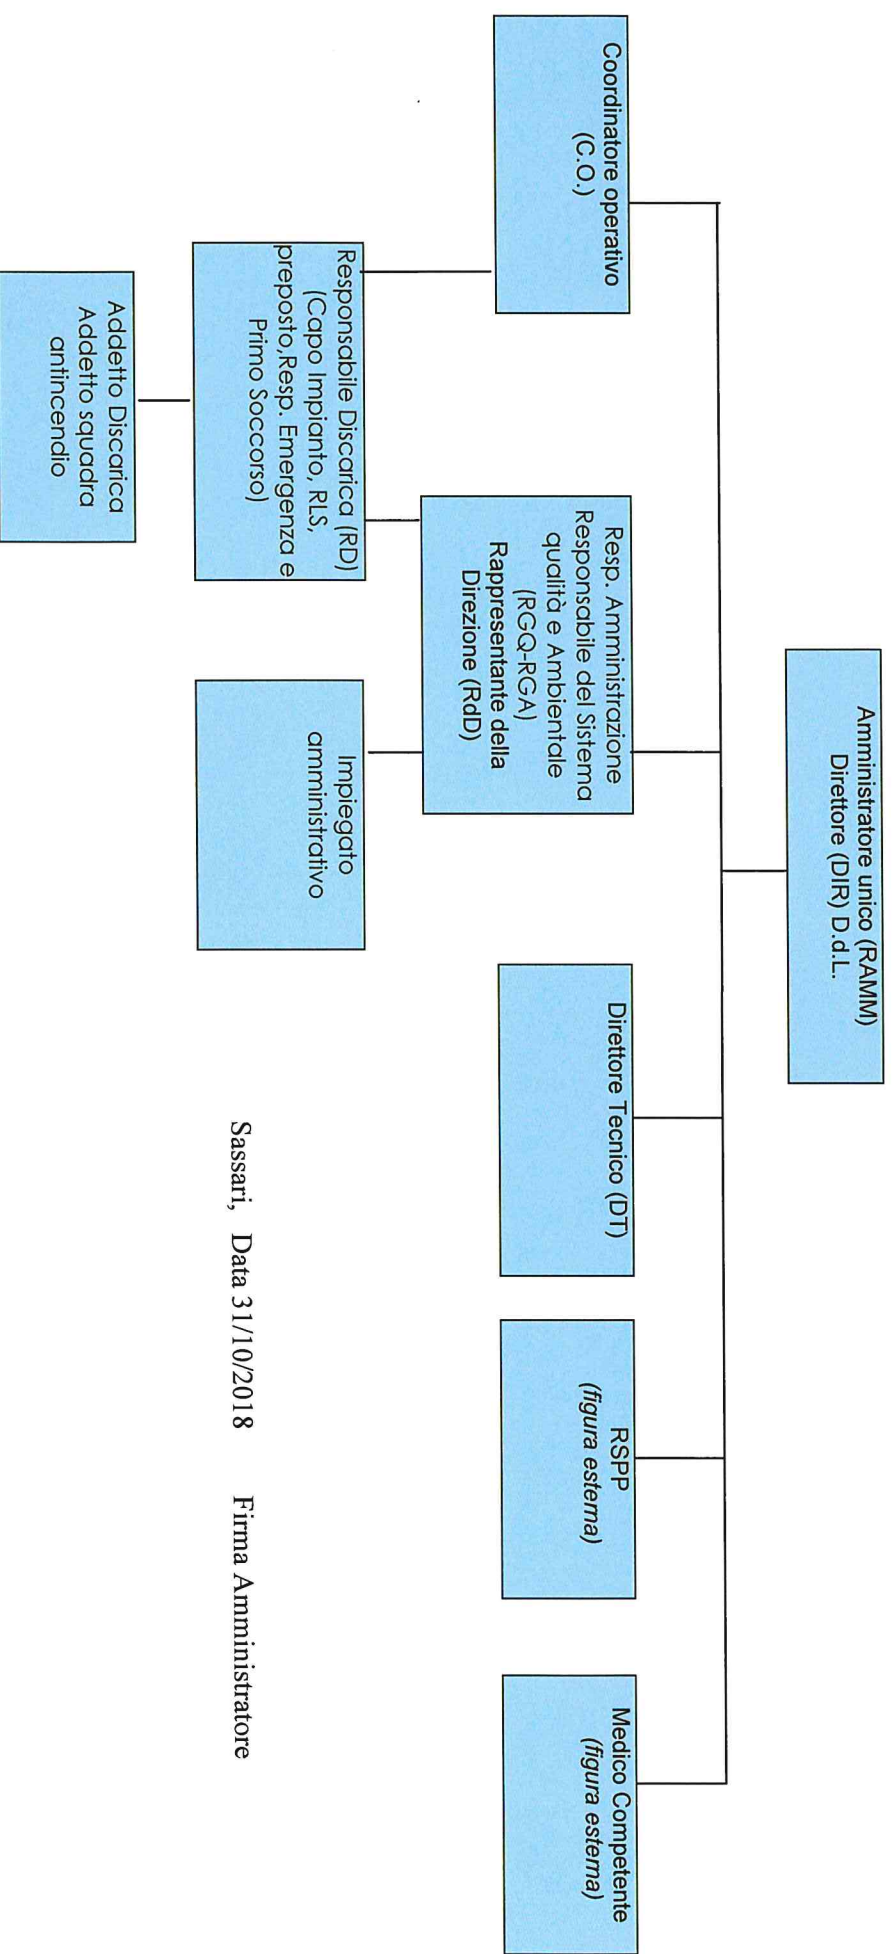 Amministratore unico (RAMM)
Direttore (DIR) D.d.L.
Coordinatore operativo
(C.O.)
Resp. Amministrazione
Responsabile del Sistema
qualità e Ambientale
(RGQ-RGA)
Rappresentante della
Direzione (RdD)
Direttore Tecnico (DT)
RSPP
(figura esterna)
Medico Competente
(figura esterna)
Responsabile Discarica (RD)
(Capo Impianto, RLS,
preposto,Resp. Emergenza e
Primo Soccorso)
Impiegato
amministrativo
Addetto Discarica
Addetto squadra
antincendio
Sassari, Data 31/10/2018 Firma Amministratore